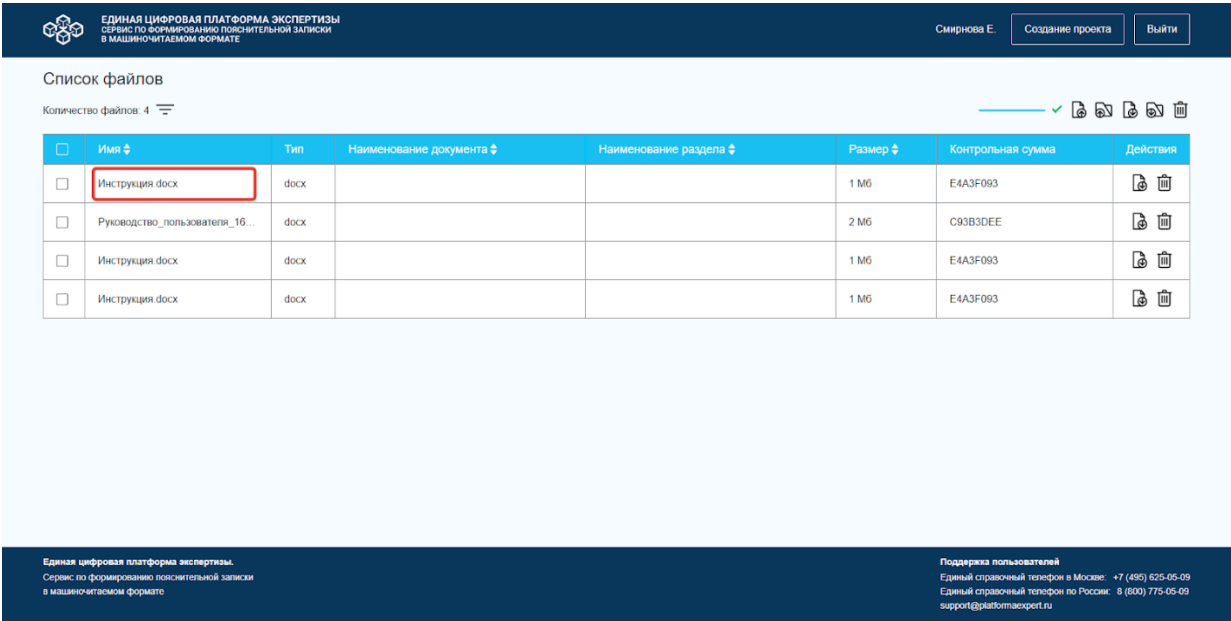 ЕДИНАЯ ЦИФРОВАЯ ПЛАТФОРМА ЭКСПЕРТИЗЫ
СЕРВИС ПО ФОРМИРОВАНИЮ ПОЯСНИТЕЛЬНОЙ ЗАПИСКИ
В МАШИНОЧИТАЕМОМ ФОРМАТЕ
Смирнова Е. Создание проекта Выйти
Список файлов
Количество файлов: 4
Имя Тип Наименование документа Наименование раздела Размер Контрольная сумма Действия
Инструкция.docx docx 1 Мб E4A3F093
Руководство_пользователя_16... docx 2 Мб C93B3DEE
Инструкция.docx docx 1 Мб E4A3F093
Инструкция.docx docx 1 Мб E4A3F093
Единая цифровая платформа экспертизы.
Сервис по формированию пояснительной записки
в машиночитаемом формате
Поддержка пользователей
Единый справочный телефон в Москве: +7 (495) 625-05-09
Единый справочный телефон по России: 8 (800) 775-05-09
support@platformaexpert.ru